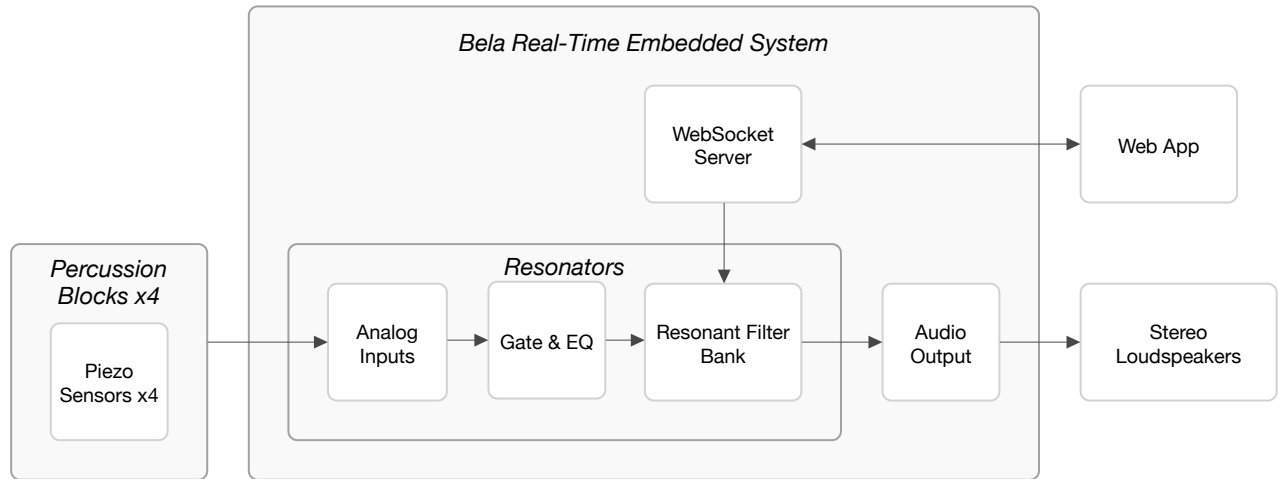 Bela Real-Time Embedded System
WebSocket
Server
Web App
Percussion
Blocks x4
Piezo
Sensors x4
Resonators
Analog
Inputs
Gate & EQ
Resonant Filter
Bank
Audio
Output
Stereo
Loudspeakers